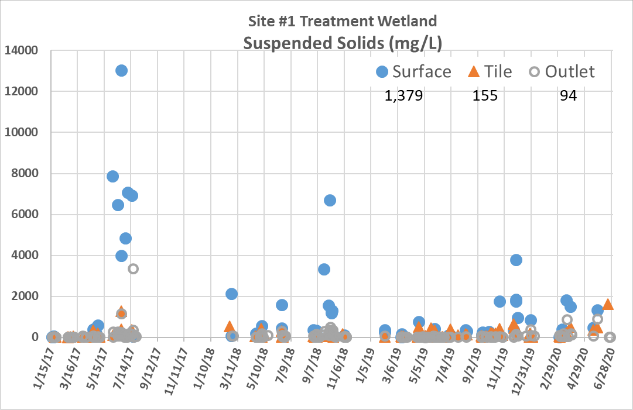 Site #1 Treatment Wetland
Suspended Solids (mg/L)
Surface Tile Outlet
1,379 155 94
14000
12000
10000
8000
6000
4000
2000
0
1/15/17 3/16/17 5/15/17 7/14/17 9/12/17 11/11/17 1/10/18 3/11/18 5/10/18 7/9/18 9/7/18 11/6/18 1/5/19 3/6/19 5/5/19 7/4/19 9/2/19 11/1/19 12/31/19 2/29/20 4/29/20 6/28/20